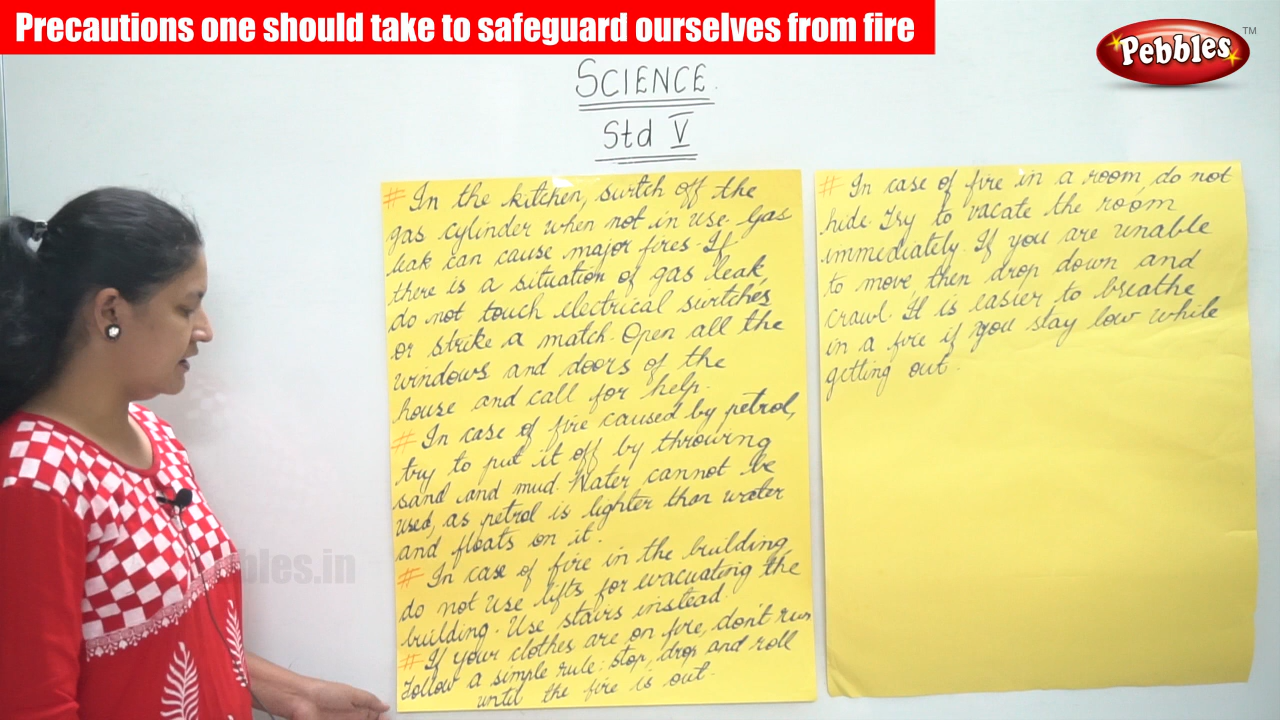 Precautions one should take to safeguard ourselves from fire
Pebbles TM
SCIENCE.
Std V
# In the kitchen, switch off the
gas cylinder when not in use. Gas
leak can cause major fires. If
there is a situation of gas leak,
do not touch electrical switches
or strike a match. Open all the
windows and doors of the
house and call for help.
# In case of fire caused by petrol,
try to put it off by throwing
sand and mud. Water cannot be
used, as petrol is lighter than water
and floats on it.
# In case of fire in the building,
do not use lifts for evacuating the
building. Use stairs instead.
# If your clothes are on fire, don't run
Follow a simple rule: stop, drop and roll
until the fire is out.
# In case of fire in a room, do not
hide. Try to vacate the room
immediately. If you are unable
to move then drop down and
crawl. It is easier to breathe
in a fire if you stay low while
getting out.
bles.in